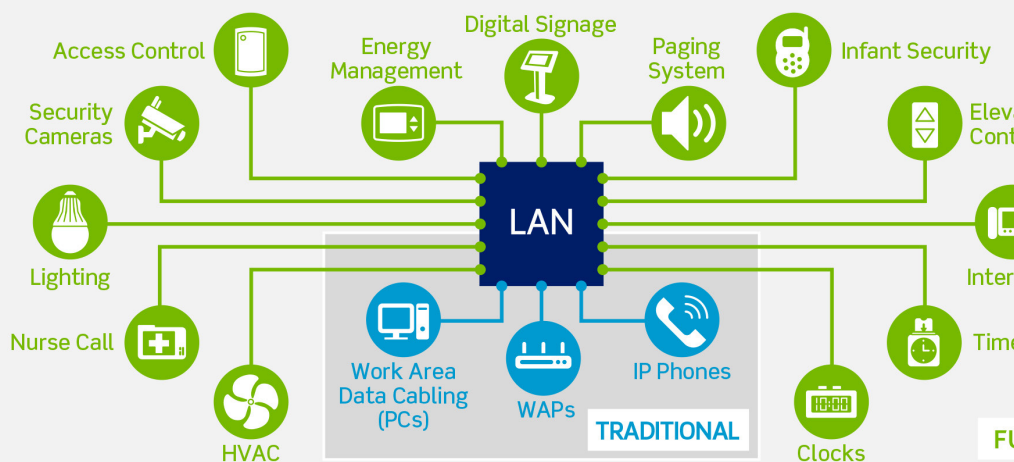 Digital Signage
Access Control
Energy
Management
Paging
System
Infant Security
Security
Cameras
LAN
Lighting
Nurse Call
Work Area
Data Cabling
(PCs)
WAPs
IP Phones
10:00
TRADITIONAL
HVAC
Clocks